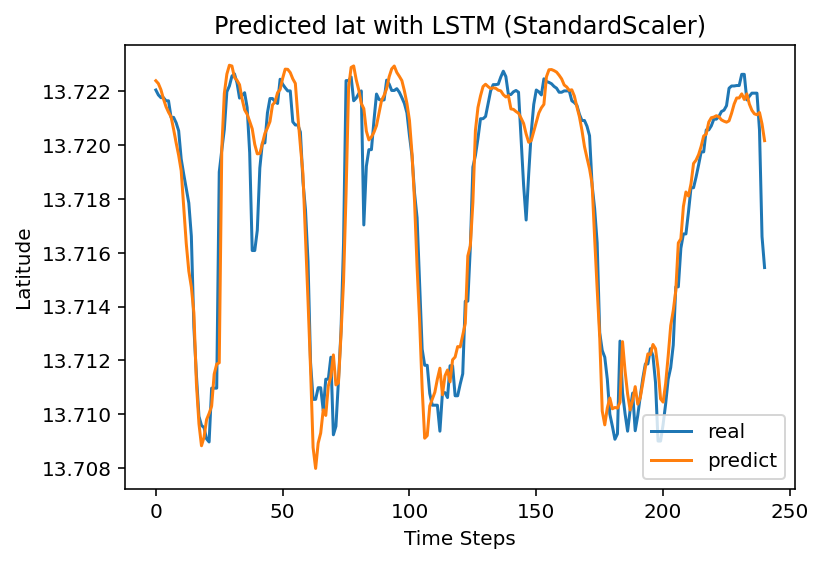 Predicted lat with LSTM (StandardScaler)
Latitude
13.722
13.720
13.718
13.716
13.714
13.712
13.710
13.708
0 50 100 150 200 250
Time Steps
real
predict